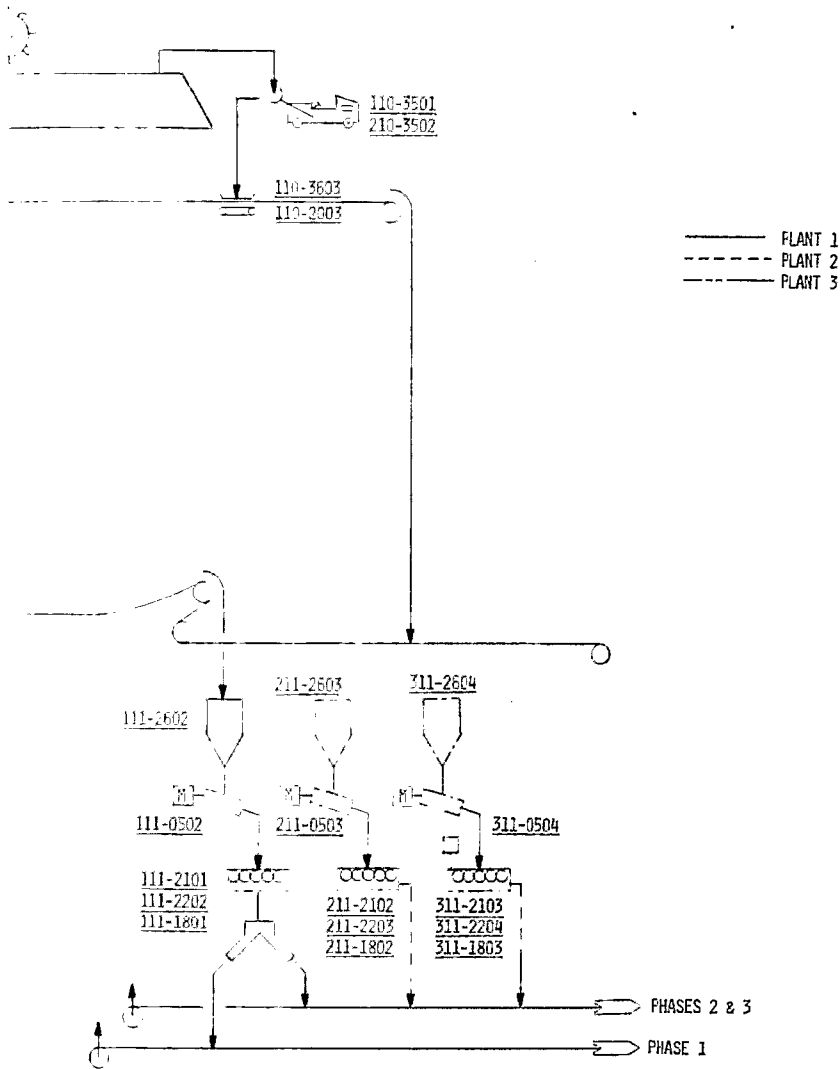 110-3501
210-3502
110-3603
110-2003
PLANT 1
PLANT 2
PLANT 3
211-2603
311-2604
111-2602
M
M
M
111-0502
211-0503
311-0504
111-2101
111-2202
111-1801
211-2102
211-2203
211-1802
311-2103
311-2204
311-1803
PHASES 2 & 3
PHASE 1